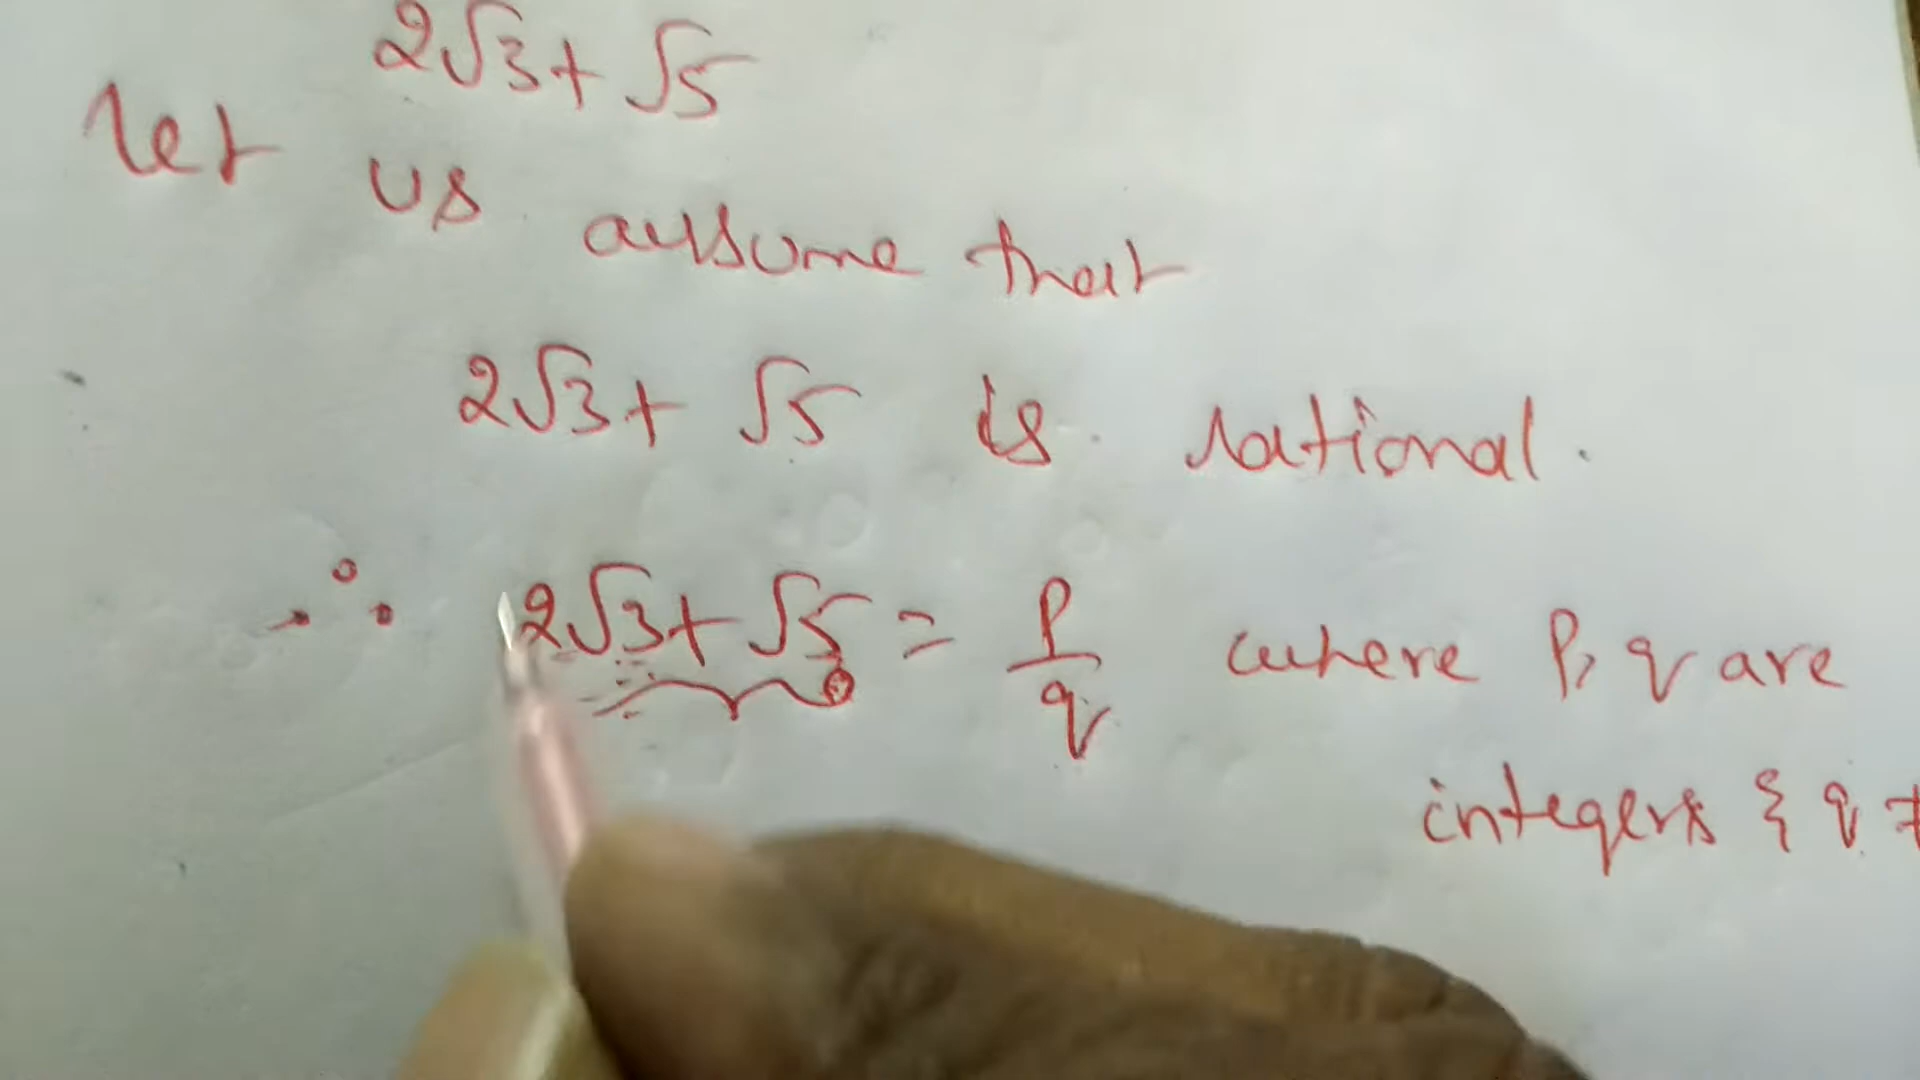 2√3 + √5
let us assume that
2√3 + √5 is rational.
∴ 2√3 + √5 = p/q where p, q are
integers & q ≠